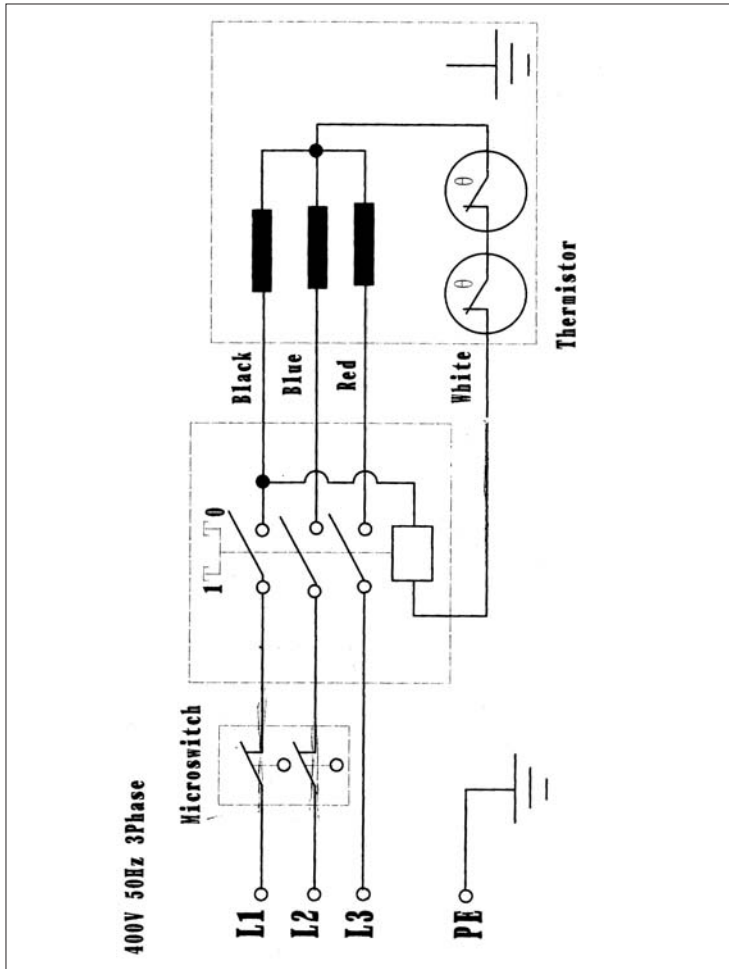 400V 50Hz 3Phase
Microswitch
1 0
L1
Black
L2
Blue
L3
Red
PE
White
θ
θ
Thermistor